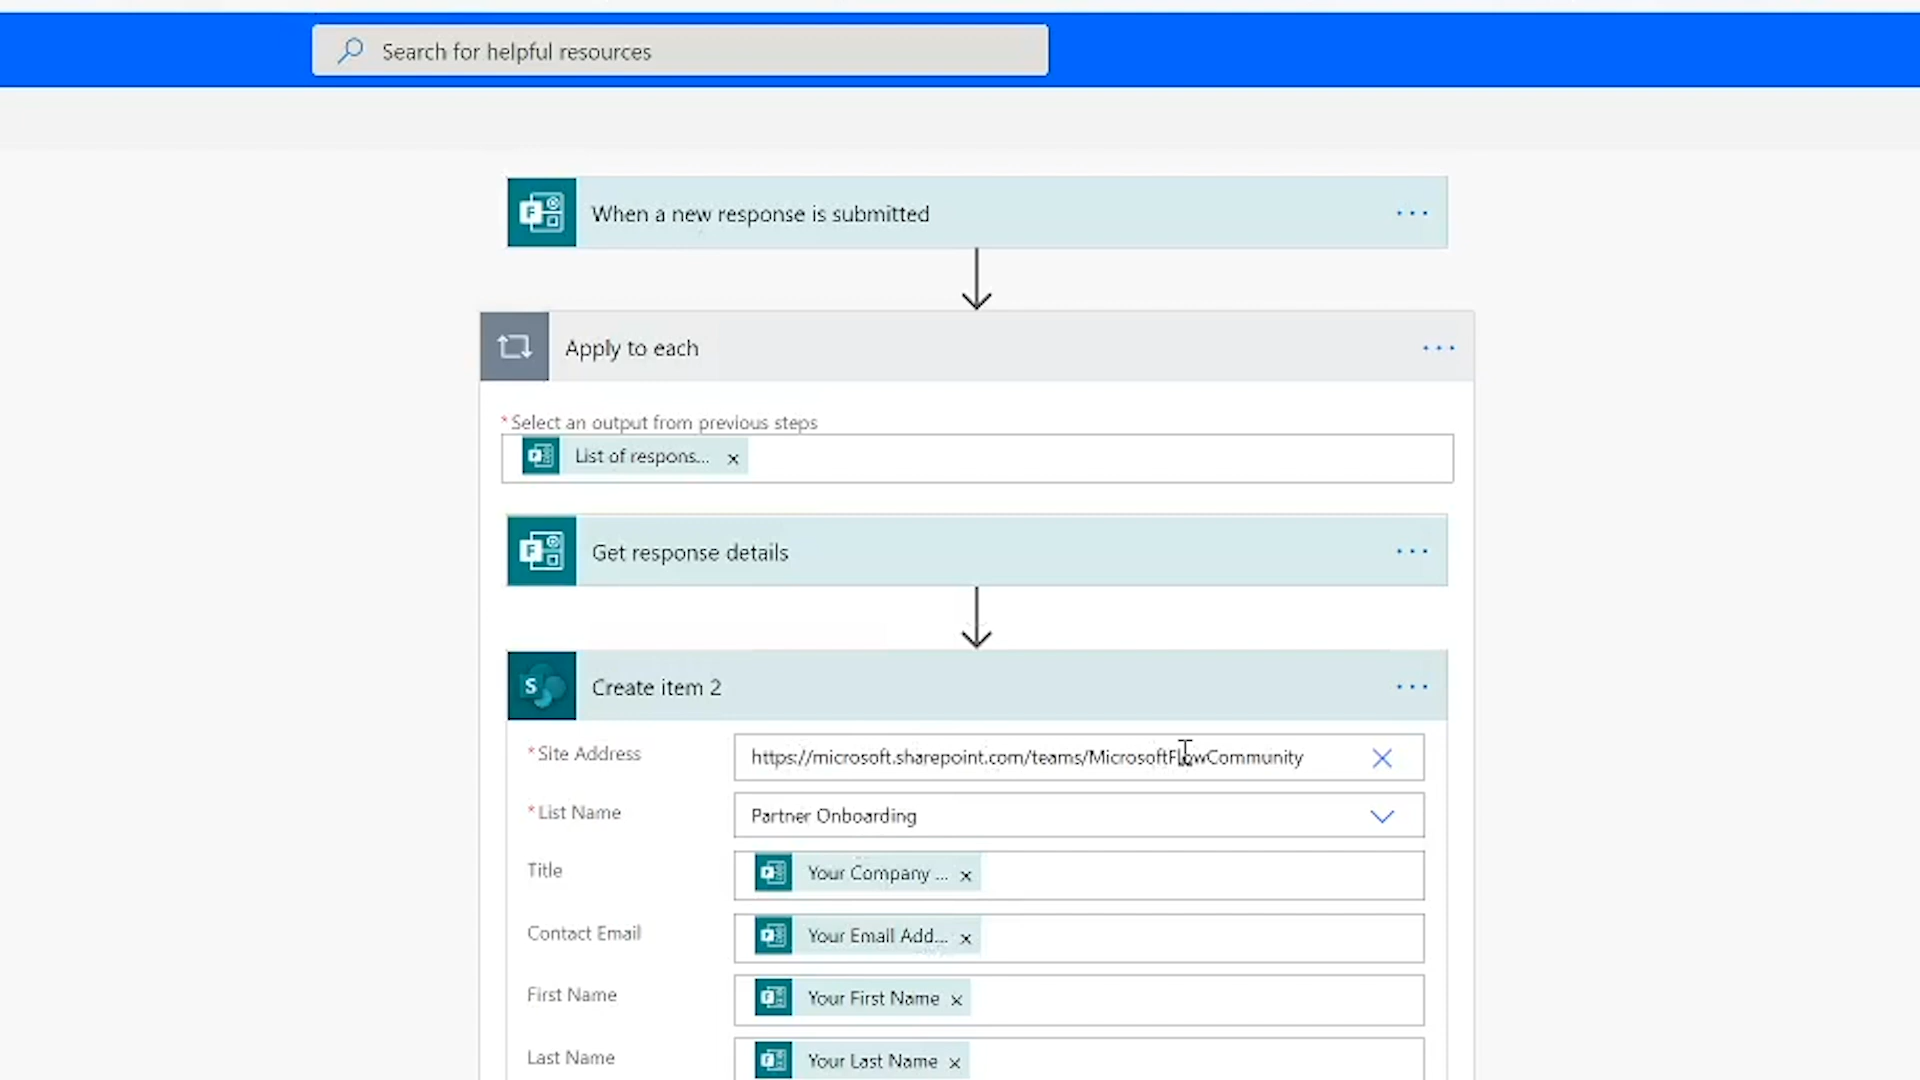 Search for helpful resources
When a new response is submitted
Apply to each
* Select an output from previous steps
List of respons...
Get response details
Create item 2
* Site Address
https://microsoft.sharepoint.com/teams/MicrosoftFlowCommunity
* List Name
Partner Onboarding
Title
Your Company ...
Contact Email
Your Email Add...
First Name
Your First Name
Last Name
Your Last Name